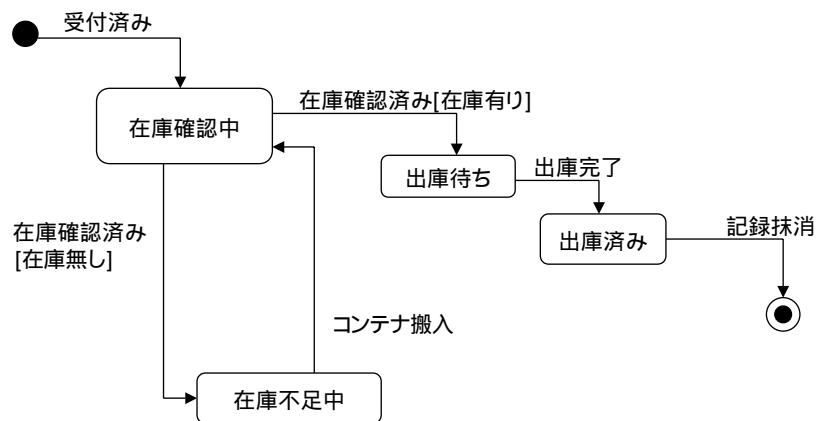 受付済み
在庫確認済み[在庫有り]
在庫確認中
出庫待ち
出庫完了
記録抹消
出庫済み
在庫確認済み
[在庫無し]
コンテナ搬入
在庫不足中